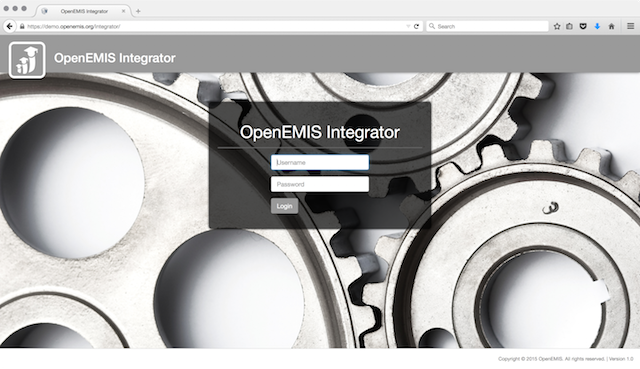 OpenEMIS Integrator
https://demo.openemis.org/integrator/
Search
OpenEMIS Integrator
OpenEMIS Integrator
Username
Password
Login
Copyright © 2015 OpenEMIS. All rights reserved. | Version 1.0